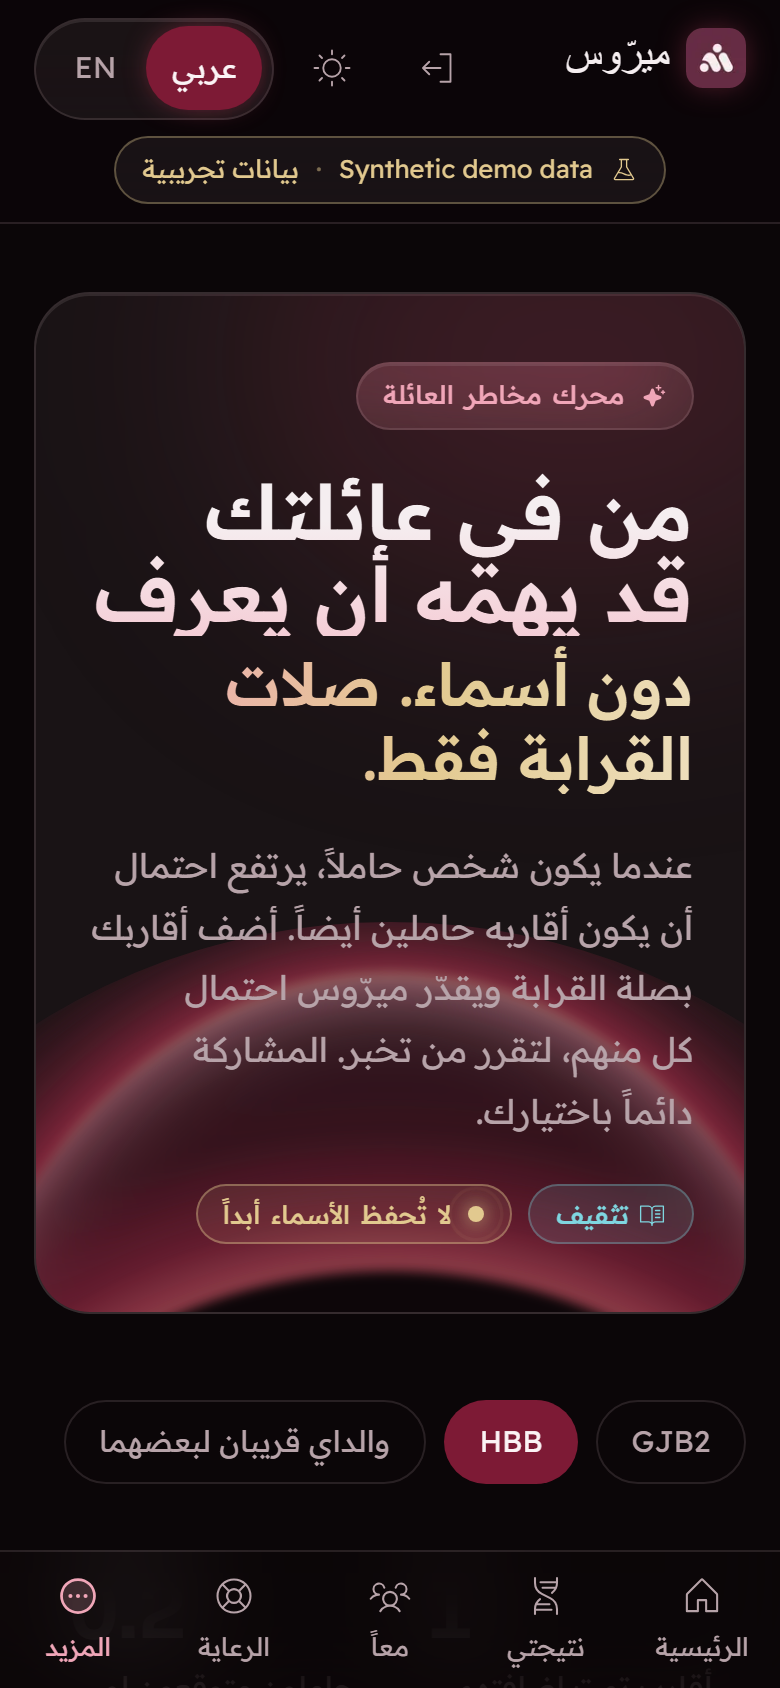 ميرّوس
عربي
EN
Synthetic demo data · بيانات تجريبية
محرك مخاطر العائلة
من في عائلتك
قد يهمّه أن يعرف
دون أسماء. صلات
القرابة فقط.
عندما يكون شخص حاملاً، يرتفع احتمال
أن يكون أقاربه حاملين أيضاً. أضف أقاربك
بصلة القرابة ويقدّر ميرّوس احتمال
كل منهم، لتقرر من تخبر. المشاركة
دائماً باختيارك.
تثقيف
لا تُحفظ الأسماء أبداً
GJB2
HBB
والداي قريبان لبعضهما
الرئيسية
نتيجتي
معاً
الرعاية
المزيد